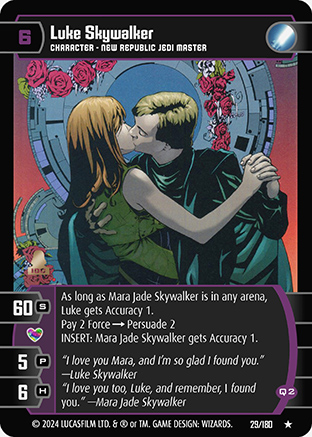 6
Luke Skywalker
CHARACTER - NEW REPUBLIC JEDI MASTER
60 S
As long as Mara Jade Skywalker is in any arena,
Luke gets Accuracy 1.
Pay 2 Force → Persuade 2
INSERT: Mara Jade Skywalker gets Accuracy 1.
5 P
"I love you Mara, and I'm so glad I found you."
—Luke Skywalker
6 H
"I love you too, Luke, and remember, I found
you." —Mara Jade Skywalker
Q2
© 2024 LUCASFILM LTD. & ® or TM. GAME DESIGN: WIZARDS.
29/180